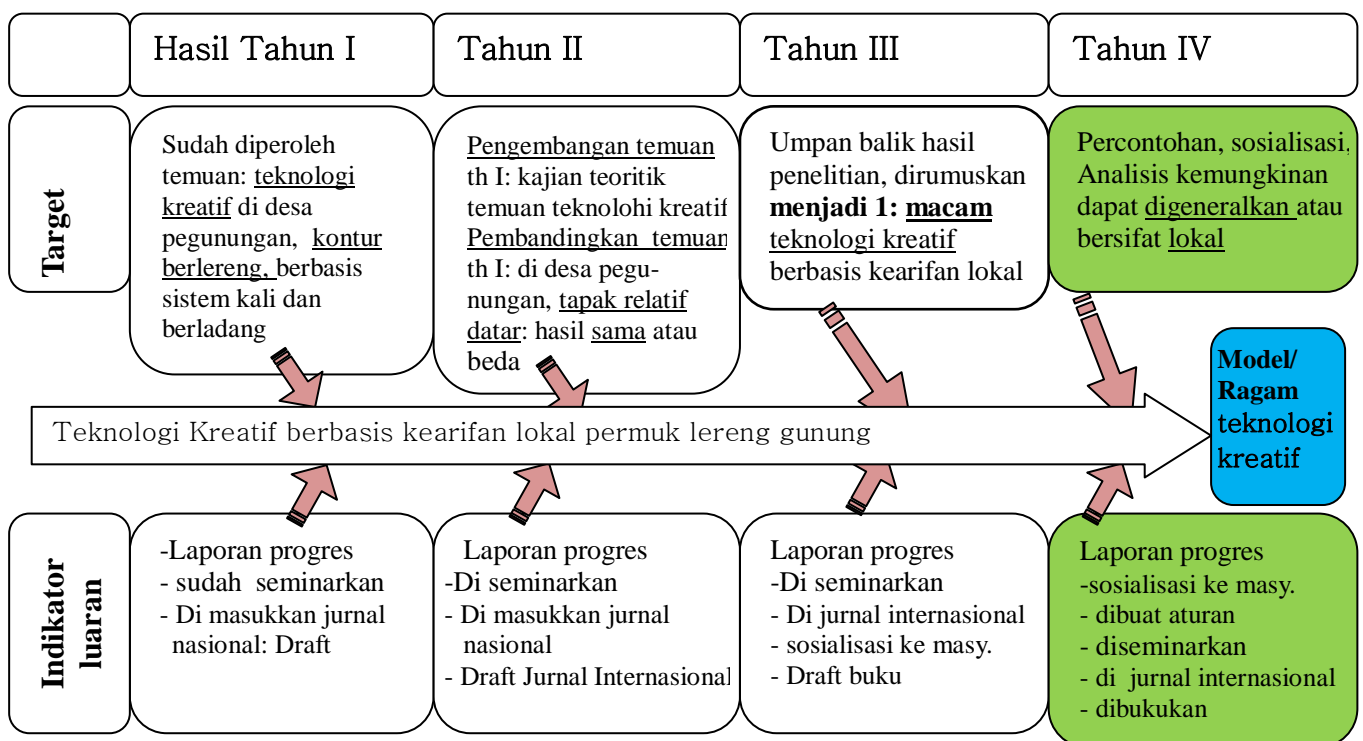 Hasil Tahun I
Tahun II
Tahun III
Tahun IV
Target
Sudah diperoleh
temuan: teknologi
kreatif di desa
pegunungan, kontur
berlereng, berbasis
sistem kali dan
berladang
Pengembangan temuan
th I: kajian teoritik
temuan teknolohi kreatif
Pembandingkan temuan
th I: di desa pegu-
nungan, tapak relatif
datar: hasil sama atau
beda
Umpan balik hasil
penelitian, dirumuskan
menjadi 1: macam
teknologi kreatif
berbasis kearifan lokal
Percontohan, sosialisasi,
Analisis kemungkinan
dapat digeneralkan atau
bersifat lokal
Teknologi Kreatif berbasis kearifan lokal permuk lereng gunung
Model/
Ragam
teknologi
kreatif
Indikator
luaran
-Laporan progres
- sudah seminarkan
- Di masukkan jurnal
nasional: Draft
Laporan progres
-Di seminarkan
- Di masukkan jurnal
nasional
- Draft Jurnal Internasional
Laporan progres
-Di seminarkan
- Di jurnal internasional
- sosialisasi ke masy.
- Draft buku
Laporan progres
-sosialisasi ke masy.
- dibuat aturan
- diseminarkan
- di jurnal internasional
- dibukukan